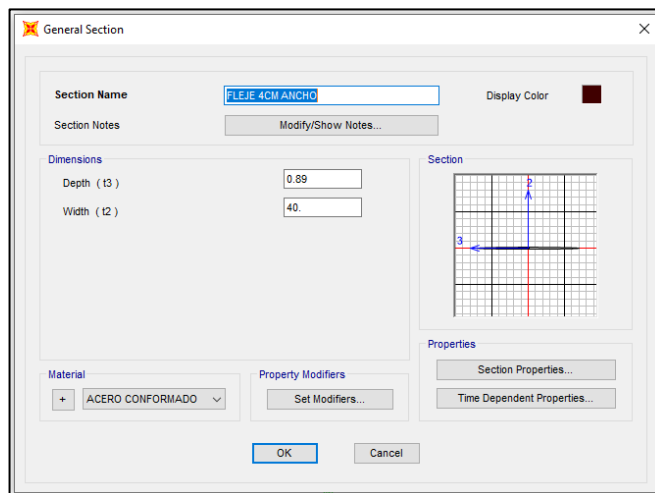 General Section
Section Name
FLEJE 4CM ANCHO
Display Color
Section Notes
Modify/Show Notes...
Dimensions
Depth ( t3 )
0.89
Width ( t2 )
40.
Section
2
3
Properties
Section Properties...
Time Dependent Properties...
Material
+
ACERO CONFORMADO
Property Modifiers
Set Modifiers...
OK
Cancel